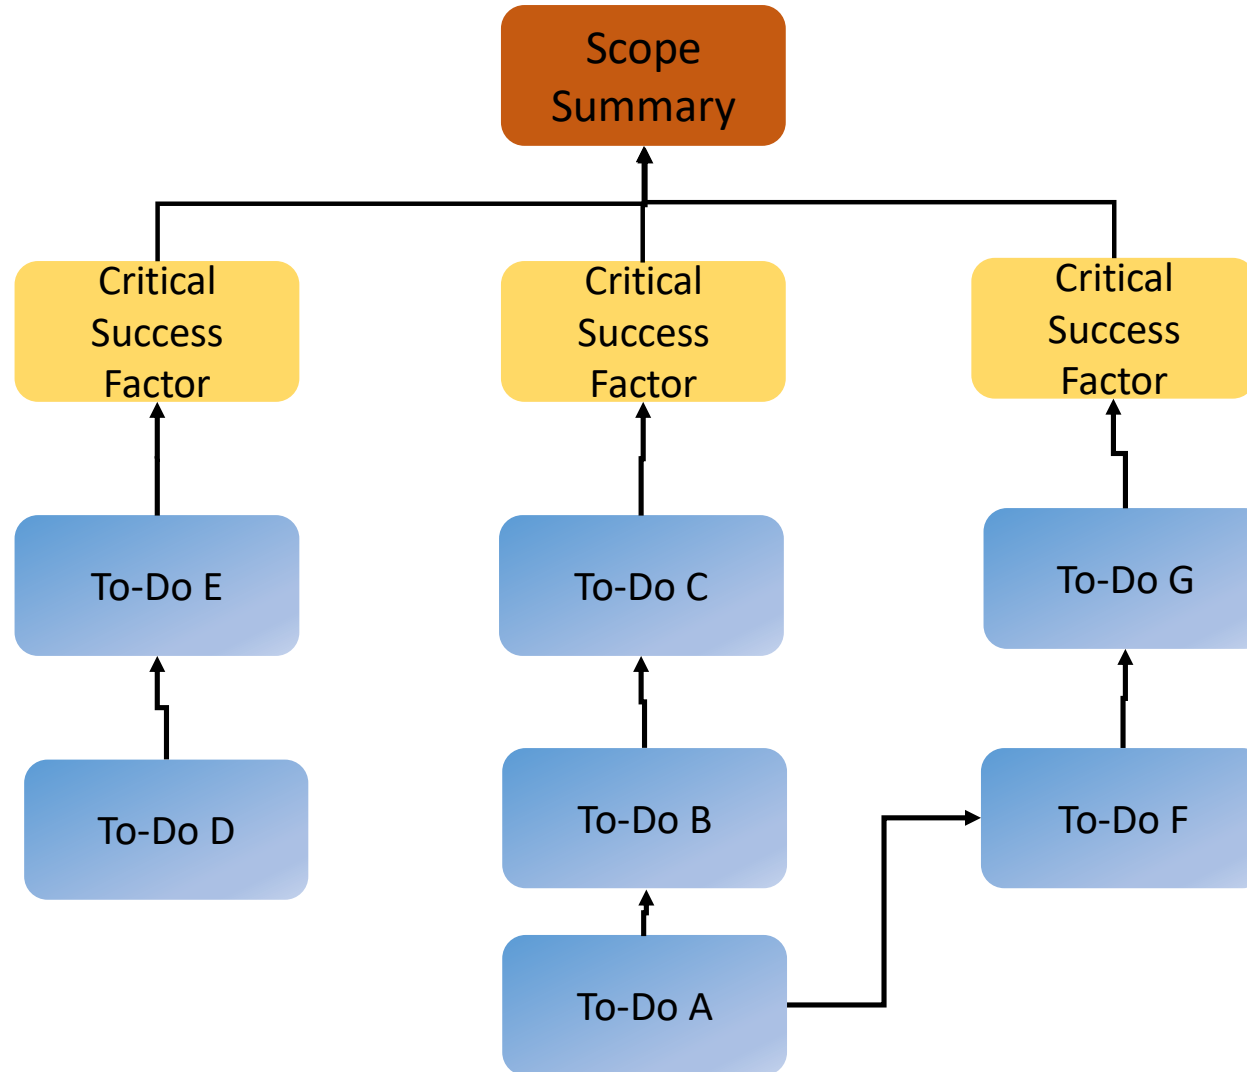 Scope
Summary
Critical
Success
Factor
Critical
Success
Factor
Critical
Success
Factor
To-Do E
To-Do C
To-Do G
To-Do D
To-Do B
To-Do F
To-Do A